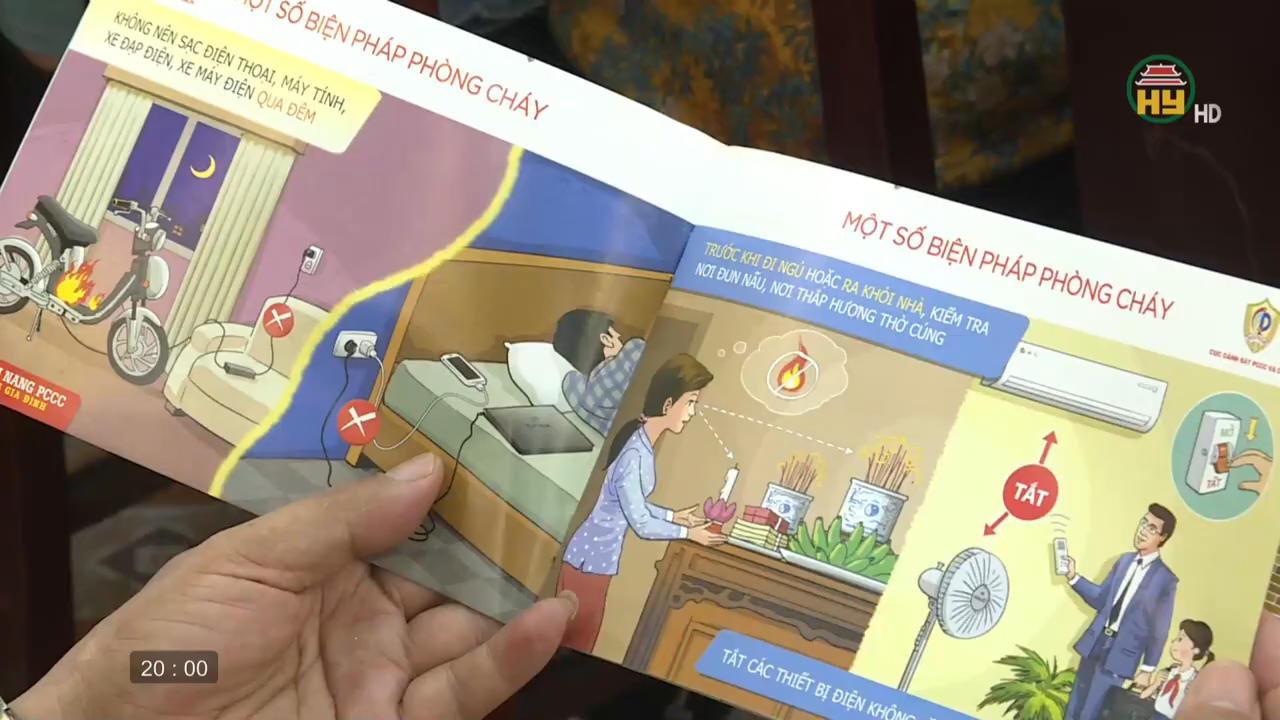 MỘT SỐ BIỆN PHÁP PHÒNG CHÁY
KHÔNG NÊN SẠC ĐIỆN THOẠI, MÁY TÍNH,
XE ĐẠP ĐIỆN, XE MÁY ĐIỆN QUA ĐÊM
NANG PCCC
GIA ĐÌNH
MỘT SỐ BIỆN PHÁP PHÒNG CHÁY
TRƯỚC KHI ĐI NGỦ HOẶC RA KHỎI NHÀ, KIỂM TRA
NƠI ĐUN NẤU, NƠI THẮP HƯƠNG THỜ CÚNG
CỤC CẢNH SÁT PCCC VÀ
MỞ
TẮT
TẮT
TẮT CÁC THIẾT BỊ ĐIỆN KHÔNG
HY HD
20 : 00